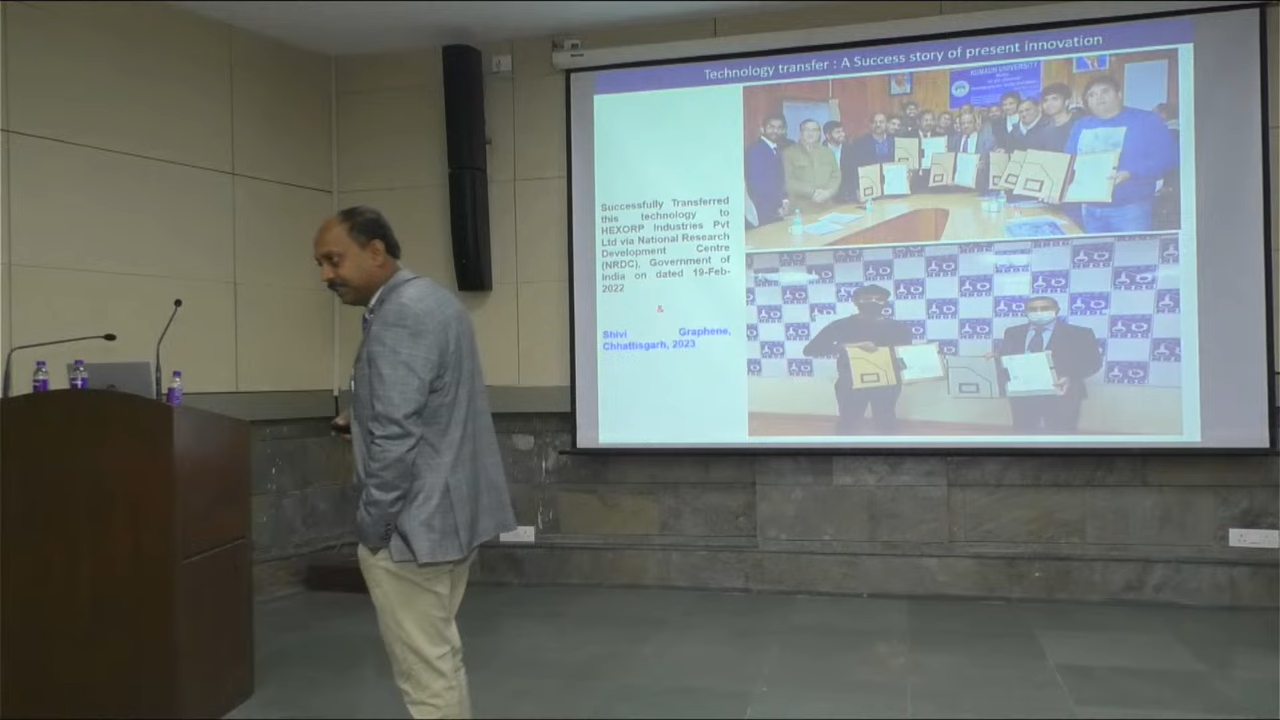 Technology transfer : A Success story of present innovation
KUMAUN UNIVERSITY
Successfully Transferred
this technology to
HEXORP Industries Pvt
Ltd via National Research
Development Centre
(NRDC), Government of
India on dated 19-Feb-
2022
&
Shivi Graphene,
Chhattisgarh, 2023